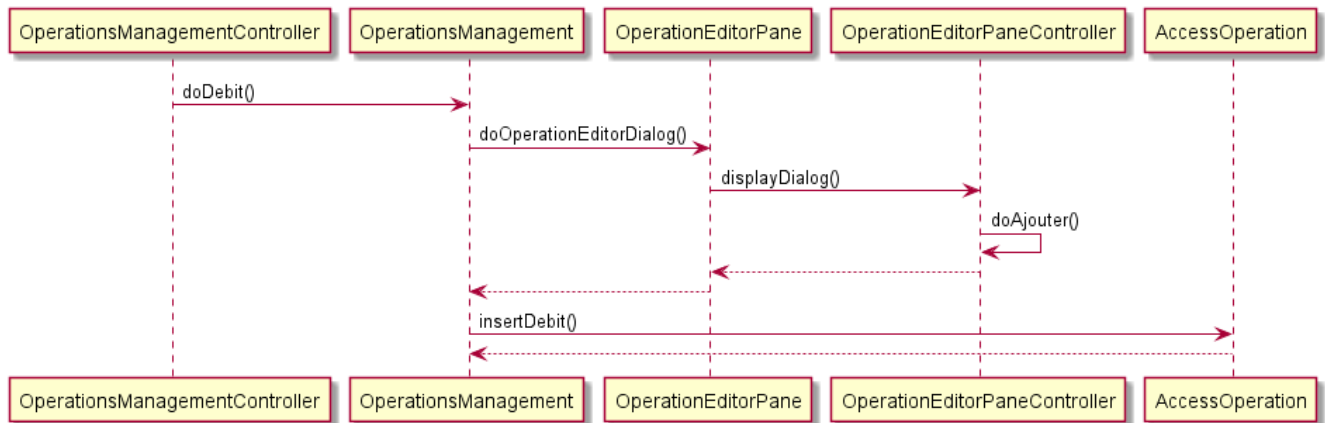 OperationsManagementController OperationsManagement OperationEditorPane OperationEditorPaneController AccessOperation
doDebit()
doOperationEditorDialog()
displayDialog()
doAjouter()
insertDebit()
OperationsManagementController OperationsManagement OperationEditorPane OperationEditorPaneController AccessOperation